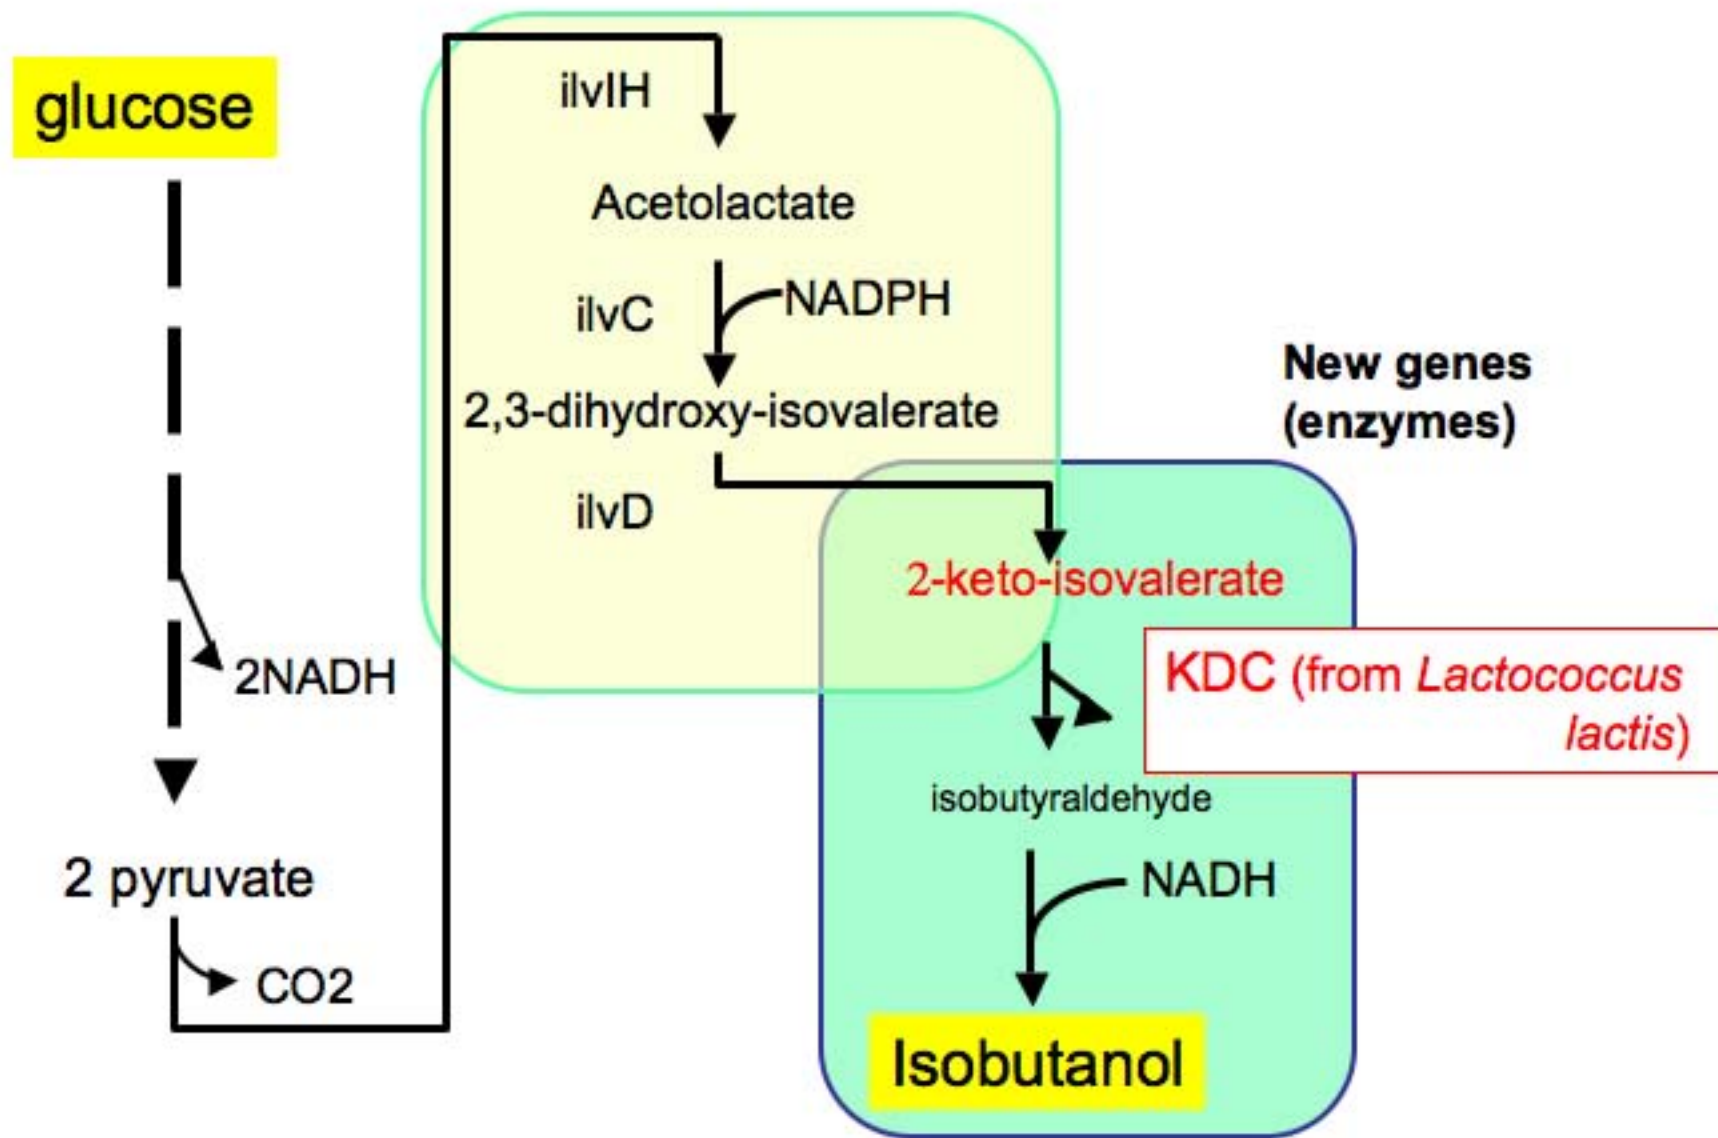 glucose
2NADH
2 pyruvate
CO2
ilvIH
Acetolactate
ilvC
NADPH
2,3-dihydroxy-isovalerate
ilvD
New genes
(enzymes)
2-keto-isovalerate
KDC (from Lactococcus
lactis)
isobutyraldehyde
NADH
Isobutanol